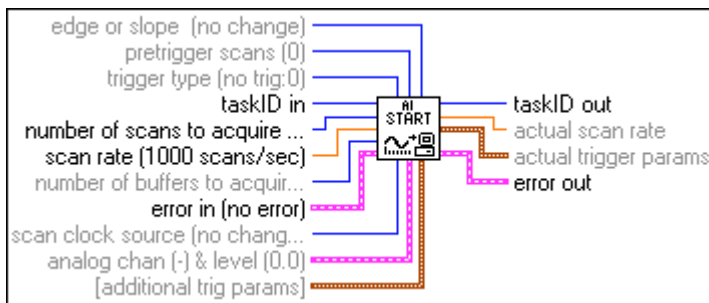 edge or slope (no change)
pretrigger scans (0)
trigger type (no trig:0)
taskID in
number of scans to acquire ...
scan rate (1000 scans/sec)
number of buffers to acquir...
error in (no error)
scan clock source (no chang...
analog chan (-) & level (0.0)
[additional trig params]
AI
START
taskID out
actual scan rate
actual trigger params
error out